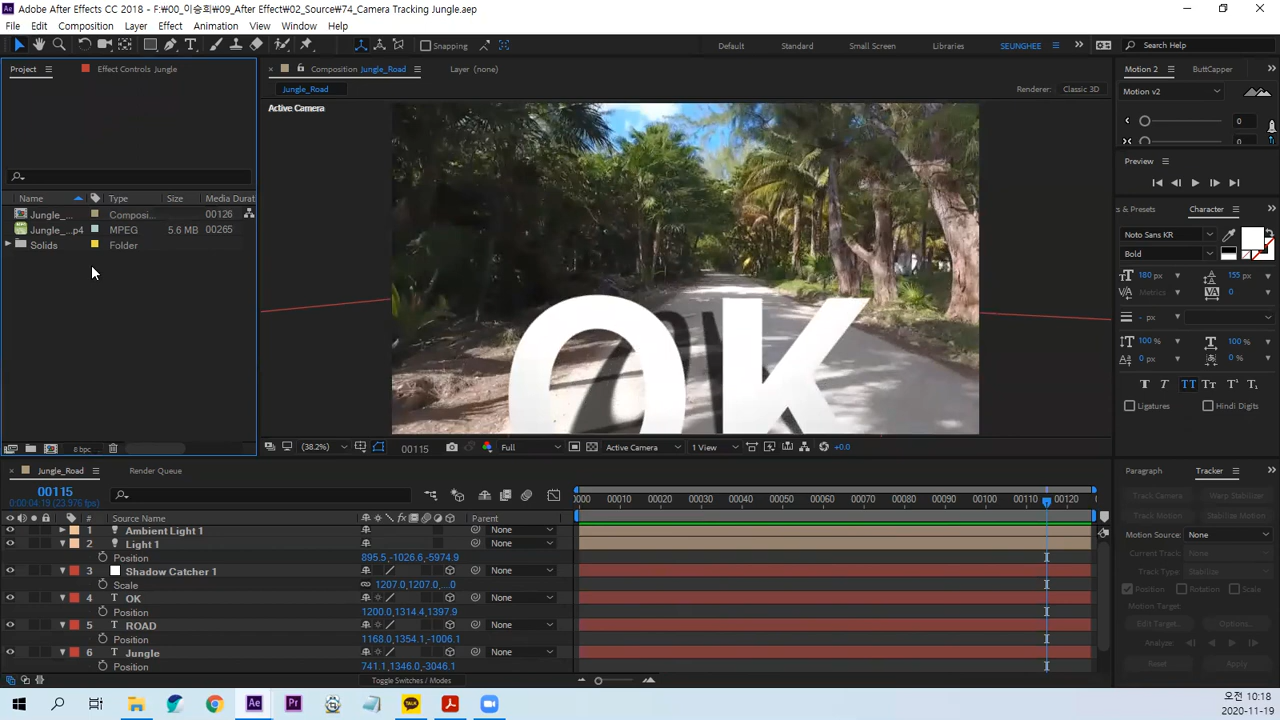 Adobe After Effects CC 2018 - F:\00_이승희\09_After Effect\02_Source\74_Camera Tracking Jungle.aep
File Edit Composition Layer Effect Animation View Window Help
Snapping
Default Standard Small Screen Libraries SEUNGHEE Search Help
Project Effect Controls Jungle
Composition Jungle_Road Layer (none)
Motion 2 ButtCapper
Jungle_Road Renderer: Classic 3D
Motion v2
Active Camera
0
0
Preview
Name Type Size Media Durat
Jungle_... Composi... 00126
Jungle_...p4 MPEG 5.6 MB 00265
Solids Folder
s & Presets Character
Noto Sans KR
Bold
180 px 155 px
Metrics 0
- px
100 % 100 %
0 px 0 %
Ligatures Hindi Digits
OK
8 bpc
(38.2%) 00115 Full Active Camera 1 View +0.0
Jungle_Road Render Queue
00115
0:00:04:19 (23.976 fps)
0000 00010 00020 00030 00040 00050 00060 00070 00080 00090 00100 00110 00120
# Source Name Parent
1 Ambient Light 1 None
2 Light 1 None
Position 895.5,-1026.6,-5974.9
3 Shadow Catcher 1 None
Scale 1207.0,1207.0,...0
4 OK None
Position 1200.0,1314.4,1397.9
5 ROAD None
Position 1168.0,1354.1,-1006.1
6 Jungle None
Position 741.1,1346.0,-3046.1
Toggle Switches / Modes
Paragraph Tracker
Track Camera Warp Stabilizer
Track Motion Stabilize Motion
Motion Source: None
Current Track: None
Track Type Stabilize
Position Rotation Scale
Motion Target:
Edit Target... Options...
Analyze:
Reset Apply
Ae Pr TALK
오전 10:18
2020-11-19